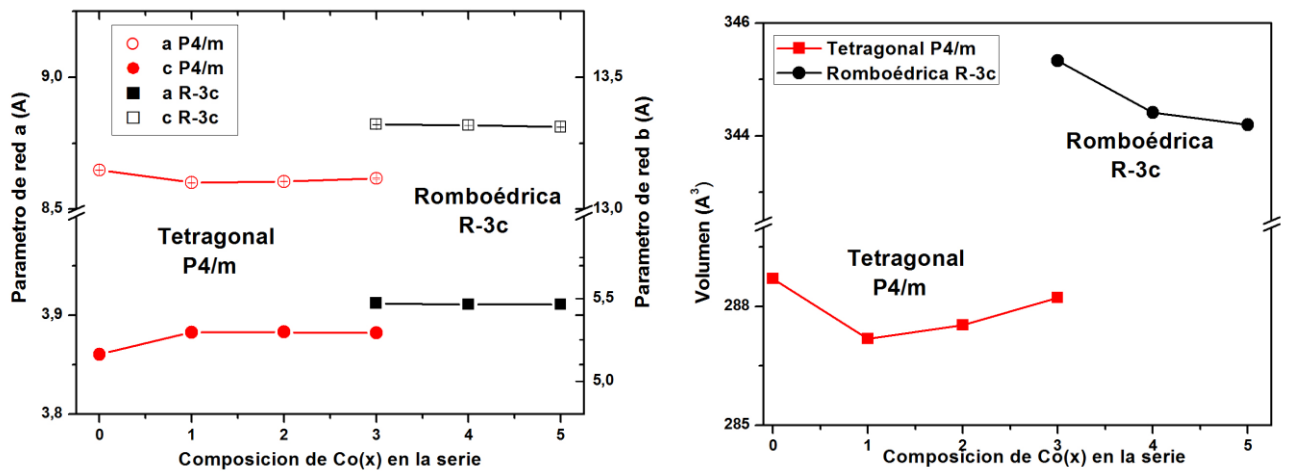 a P4/m
c P4/m
a R-3c
c R-3c
9,0
8,5
3,9
3,8
13,5
13,0
5,5
5,0
Parametro de red a (A)
Parametro de red b (A)
Tetragonal
P4/m
Romboédrica
R-3c
0 1 2 3 4 5
Composicion de Co(x) en la serie
Tetragonal P4/m
Romboédrica R-3c
346
344
288
285
Volumen (A³)
Romboédrica
R-3c
Tetragonal
P4/m
0 1 2 3 4 5
Composicion de Co(x) en la serie